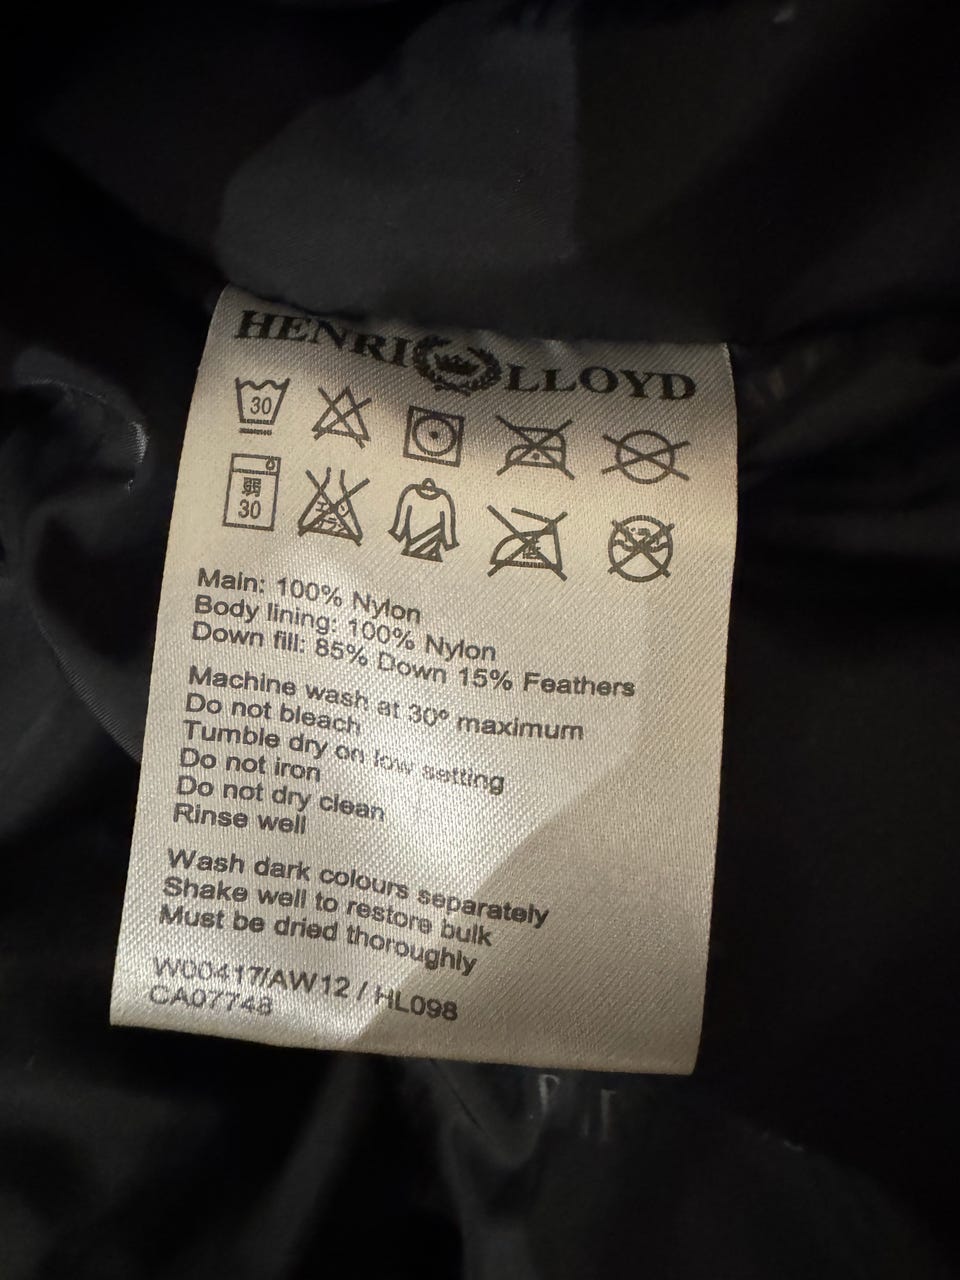 HENRI LLOYD
30
弱
30
Main: 100% Nylon
Body lining: 100% Nylon
Down fill: 85% Down 15% Feathers
Machine wash at 30º maximum
Do not bleach
Tumble dry on low setting
Do not iron
Do not dry clean
Rinse well
Wash dark colours separately
Shake well to restore bulk
Must be dried thoroughly
W00417/AW12 / HL098
CA07748